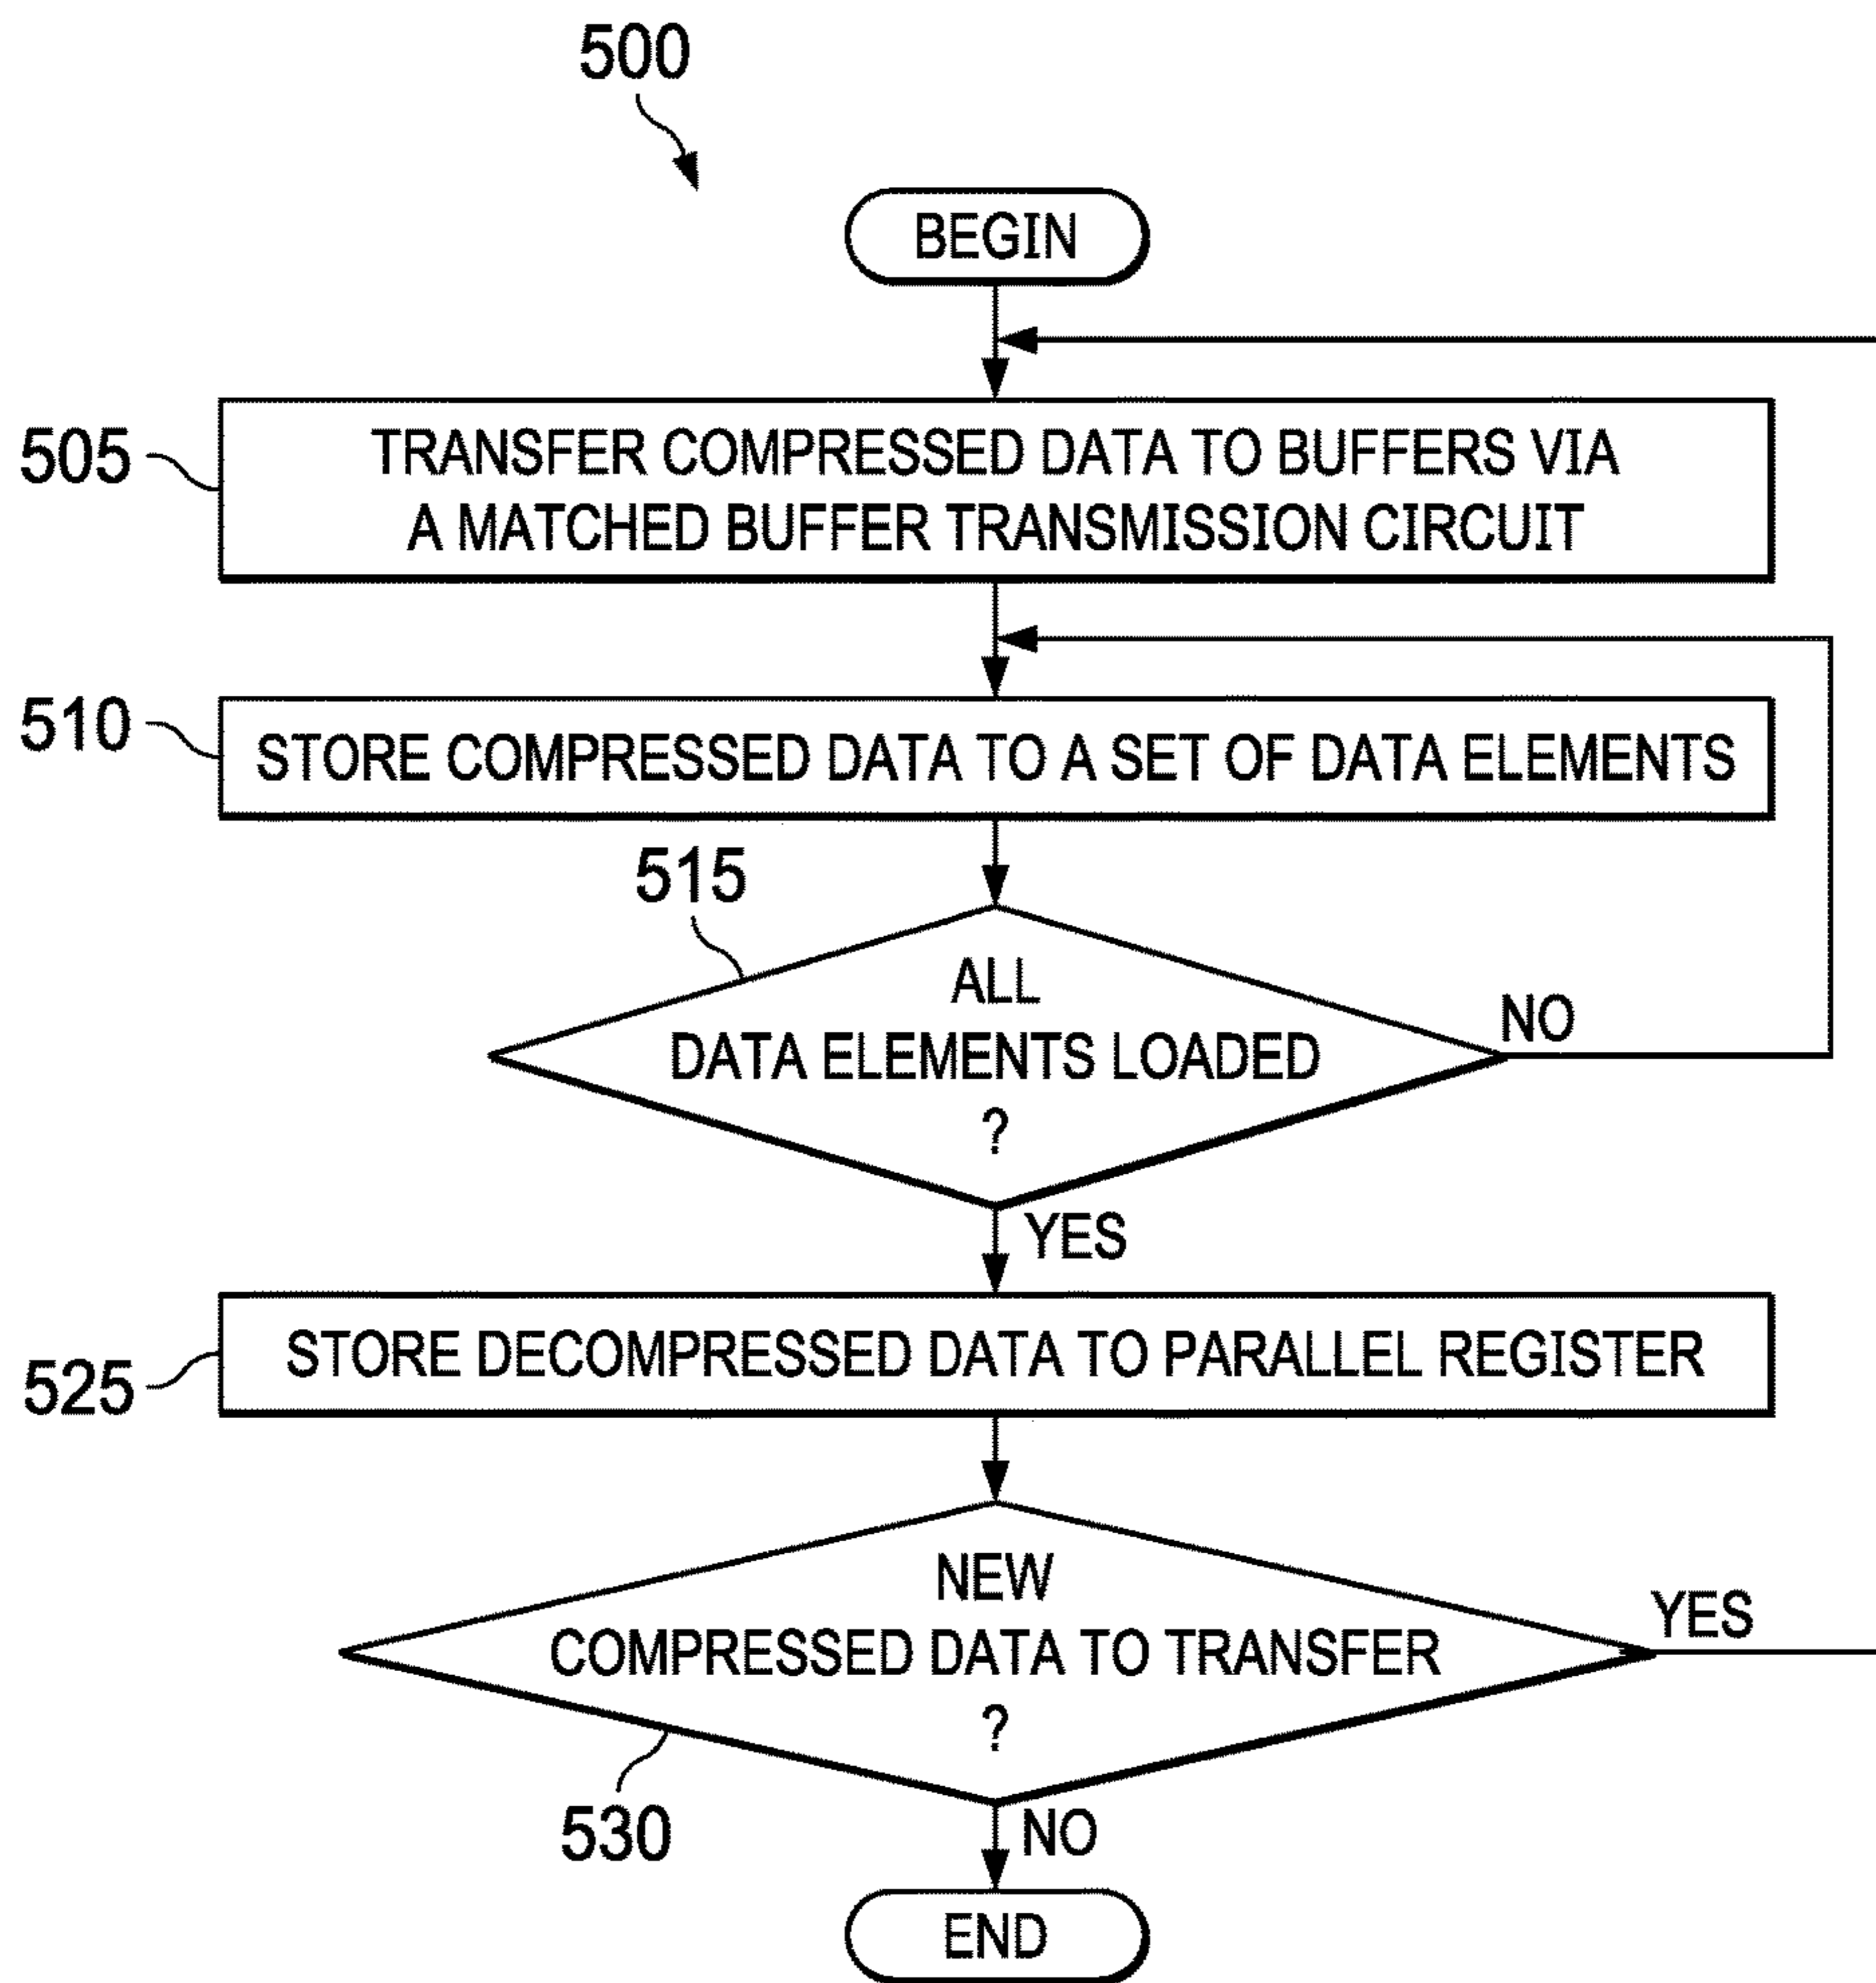 500
BEGIN
505
TRANSFER COMPRESSED DATA TO BUFFERS VIA
A MATCHED BUFFER TRANSMISSION CIRCUIT
510
STORE COMPRESSED DATA TO A SET OF DATA ELEMENTS
515
ALL
DATA ELEMENTS LOADED
?
NO
YES
525
STORE DECOMPRESSED DATA TO PARALLEL REGISTER
NEW
COMPRESSED DATA TO TRANSFER
?
YES
530
NO
END